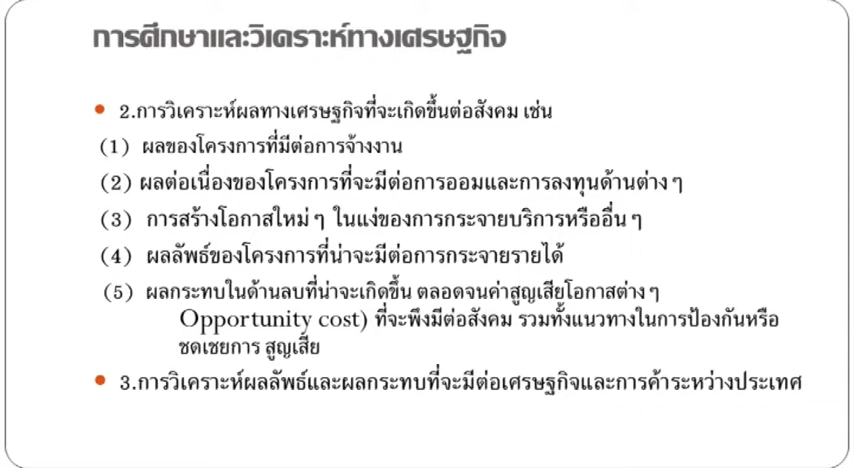 การศึกษาและวิเคราะห์ทางเศรษฐกิจ
2.การวิเคราะห์ผลทางเศรษฐกิจที่จะเกิดขึ้นต่อสังคม เช่น
(1) ผลของโครงการที่มีต่อการจ้างงาน
(2) ผลต่อเนื่องของโครงการที่จะมีต่อการออมและการลงทุนด้านต่าง ๆ
(3) การสร้างโอกาสใหม่ ๆ ในแง่ของการกระจายบริการหรืออื่น ๆ
(4) ผลลัพธ์ของโครงการที่น่าจะมีต่อการกระจายรายได้
(5) ผลกระทบในด้านลบที่น่าจะเกิดขึ้น ตลอดจนค่าสูญเสียโอกาสต่าง ๆ
Opportunity cost) ที่จะพึงมีต่อสังคม รวมทั้งแนวทางในการป้องกันหรือ
ชดเชยการ สูญเสีย
3.การวิเคราะห์ผลลัพธ์และผลกระทบที่จะมีต่อเศรษฐกิจและการค้าระหว่างประเทศ